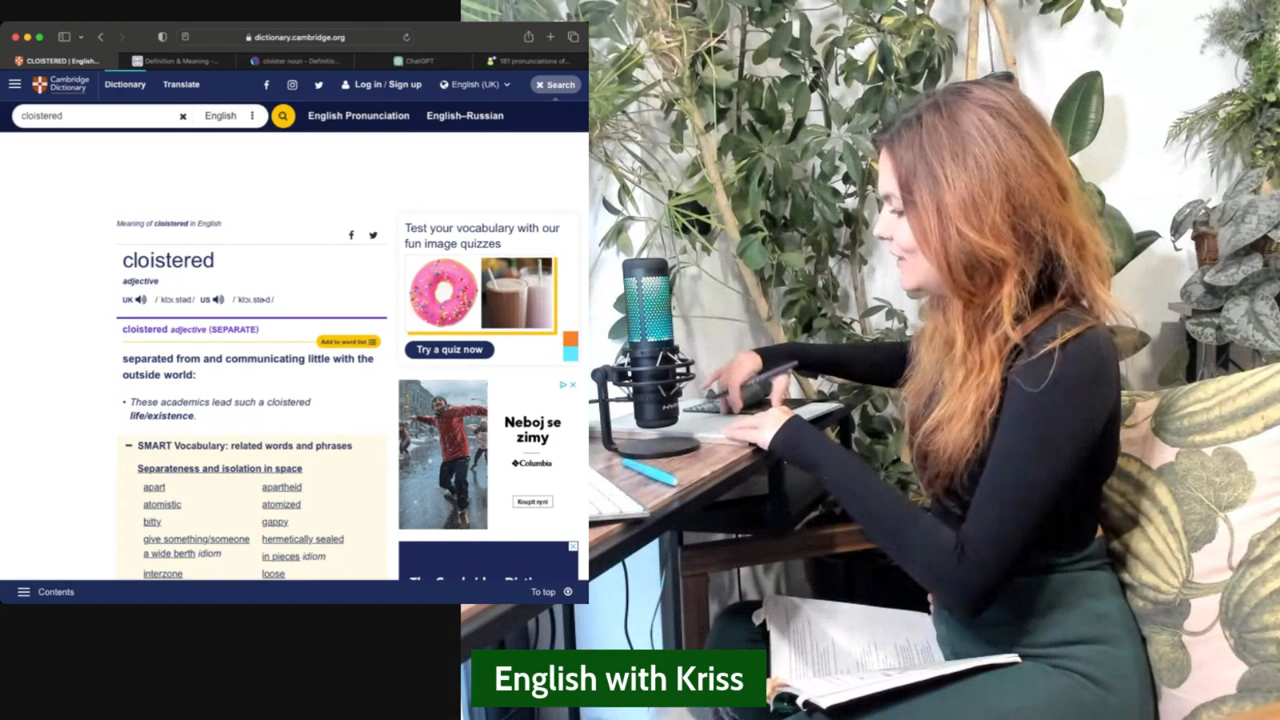 dictionary.cambridge.org
CLOISTERED | English...
Definition & Meaning -...
cloister noun - Definitio...
ChatGPT
181 pronunciations of...
Cambridge Dictionary
Dictionary
Translate
Log in / Sign up
English (UK)
Search
cloistered
English
English Pronunciation
English–Russian
Meaning of cloistered in English
cloistered
adjective
UK /ˈklɔɪ.stəd/ US /ˈklɔɪ.stɚd/
cloistered adjective (SEPARATE)
Add to word list
separated from and communicating little with the
outside world:
• These academics lead such a cloistered
life/existence.
SMART Vocabulary: related words and phrases
Separateness and isolation in space
apart
apartheid
atomistic
atomized
bitty
gappy
give something/someone
a wide berth idiom
hermetically sealed
in pieces idiom
interzone
loose
Test your vocabulary with our
fun image quizzes
Try a quiz now
Neboj se
zimy
Columbia
Koupit nyní
Contents
To top
English with Kriss